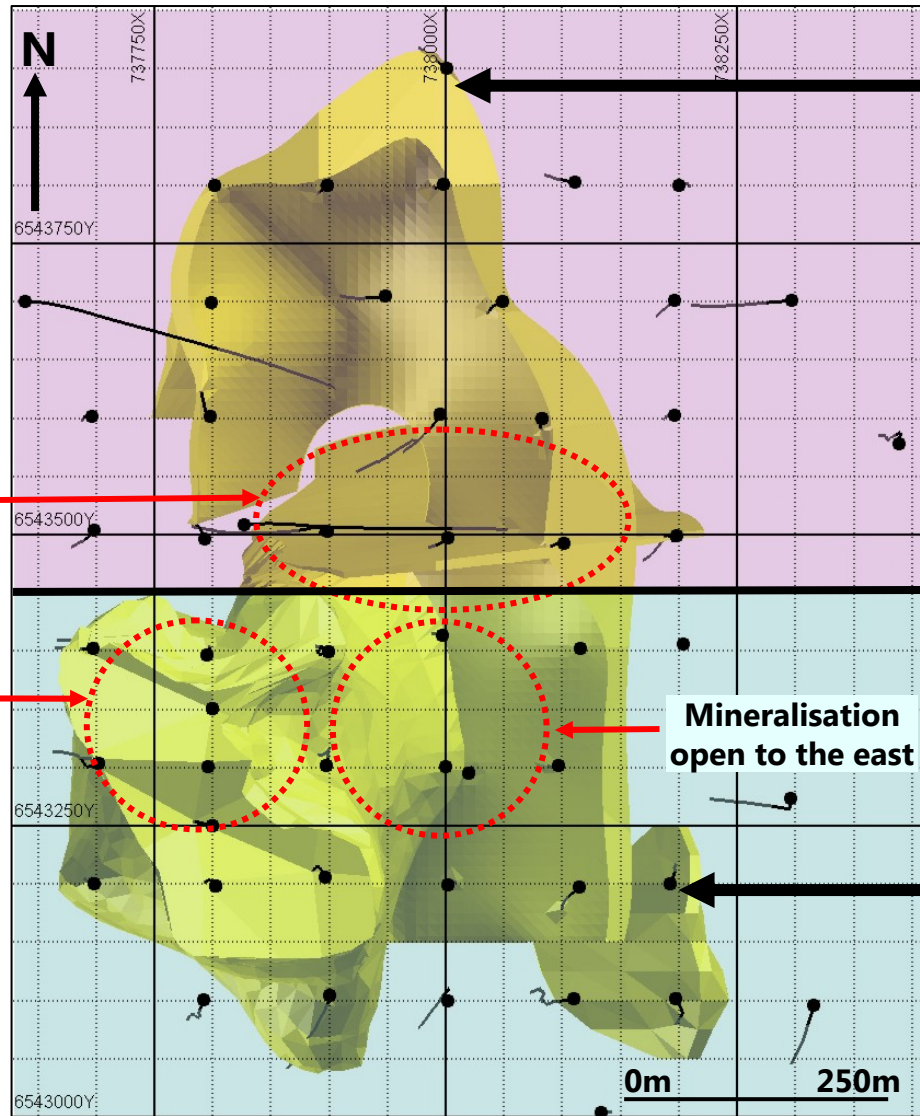 N
737750X
738000X
738250X
6543750Y
6543500Y
Mineralisation
open to the east
6543250Y
0m 250m
6543000Y